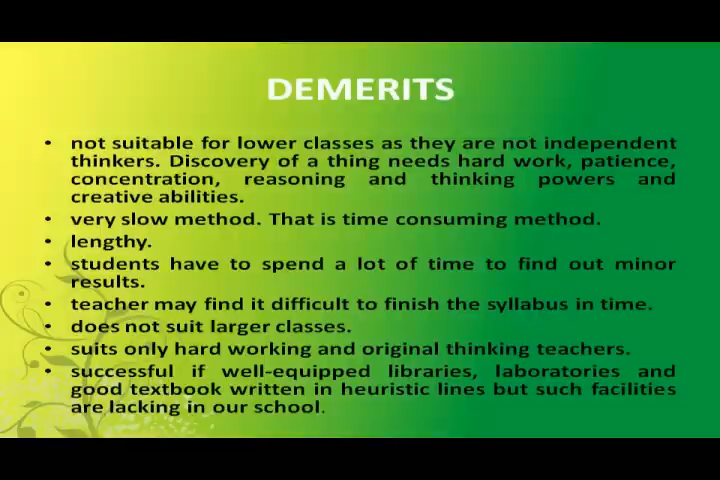 DEMERITS
• not suitable for lower classes as they are not independent
thinkers. Discovery of a thing needs hard work, patience,
concentration, reasoning and thinking powers and
creative abilities.
• very slow method. That is time consuming method.
• lengthy.
• students have to spend a lot of time to find out minor
results.
• teacher may find it difficult to finish the syllabus in time.
• does not suit larger classes.
• suits only hard working and original thinking teachers.
• successful if well-equipped libraries, laboratories and
good textbook written in heuristic lines but such facilities
are lacking in our school.